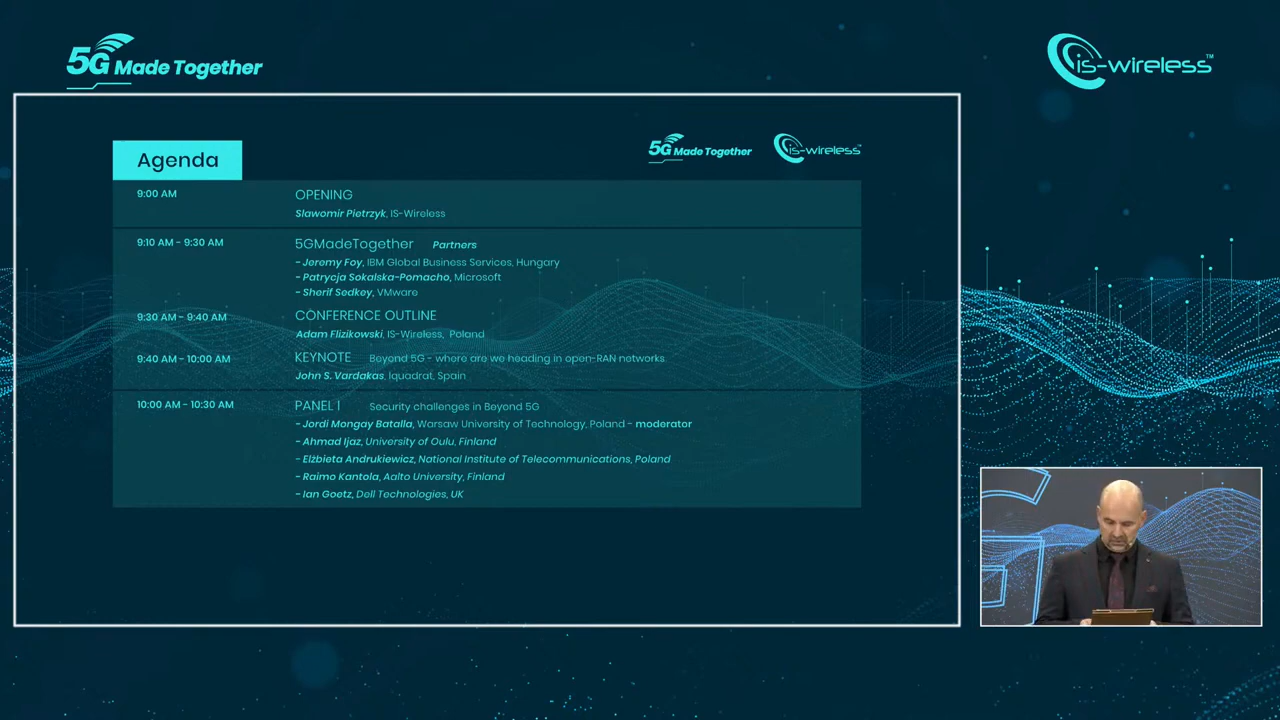 5G Made Together
is-wireless™
Agenda
5G Made Together
is-wireless
9:00 AM
OPENING
Slawomir Pietrzyk, IS-Wireless
9:10 AM - 9:30 AM
5GMadeTogether Partners
- Jeremy Foy, IBM Global Business Services, Hungary
- Patrycja Sokalska-Pomacho, Microsoft
- Sherif Sedkey, VMware
9:30 AM - 9:40 AM
CONFERENCE OUTLINE
Adam Flizikowski, IS-Wireless, Poland
9:40 AM - 10:00 AM
KEYNOTE Beyond 5G - where are we heading in open-RAN networks.
John S. Vardakas, Iquadrat, Spain
10:00 AM - 10:30 AM
PANEL I Security challenges in Beyond 5G
- Jordi Mongay Batalla, Warsaw University of Technology, Poland - moderator
- Ahmad Ijaz, University of Oulu, Finland
- Elżbieta Andrukiewicz, National Institute of Telecommunications, Poland
- Raimo Kantola, Aalto University, Finland
- Ian Goetz, Dell Technologies, UK